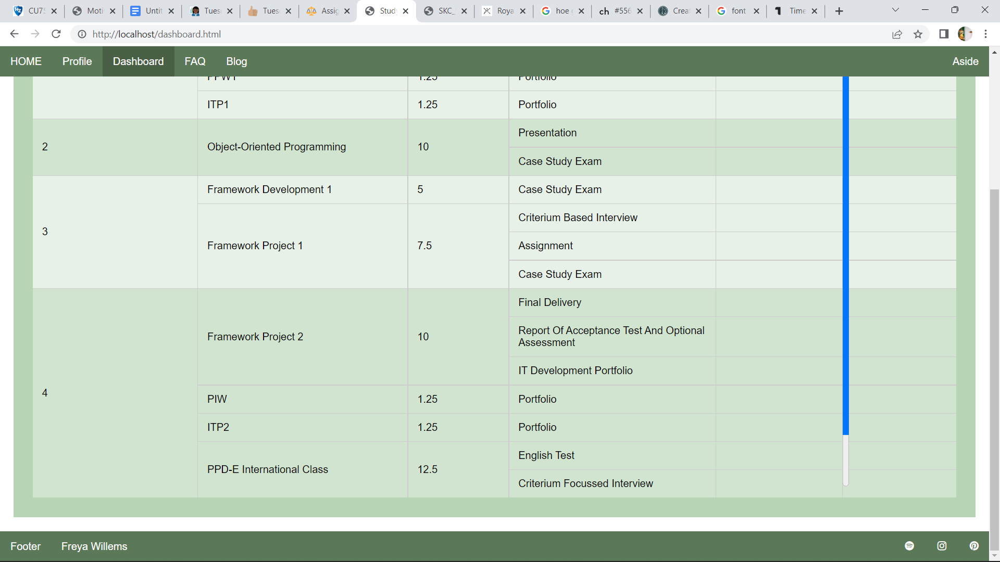 CU75
Moti
Untit
Tues
Tues
Assig
Study
SKC_
Roya
hoe
ch #556
Crea
font
Time
http://localhost/dashboard.html
HOME Profile Dashboard FAQ Blog Aside
PPW1 1.25 Portfolio
ITP1 1.25 Portfolio
2 Object-Oriented Programming 10 Presentation
Case Study Exam
3 Framework Development 1 5 Case Study Exam
Framework Project 1 7.5 Criterium Based Interview
Assignment
Case Study Exam
4 Framework Project 2 10 Final Delivery
Report Of Acceptance Test And Optional
Assessment
IT Development Portfolio
PIW 1.25 Portfolio
ITP2 1.25 Portfolio
PPD-E International Class 12.5 English Test
Criterium Focussed Interview
Footer Freya Willems